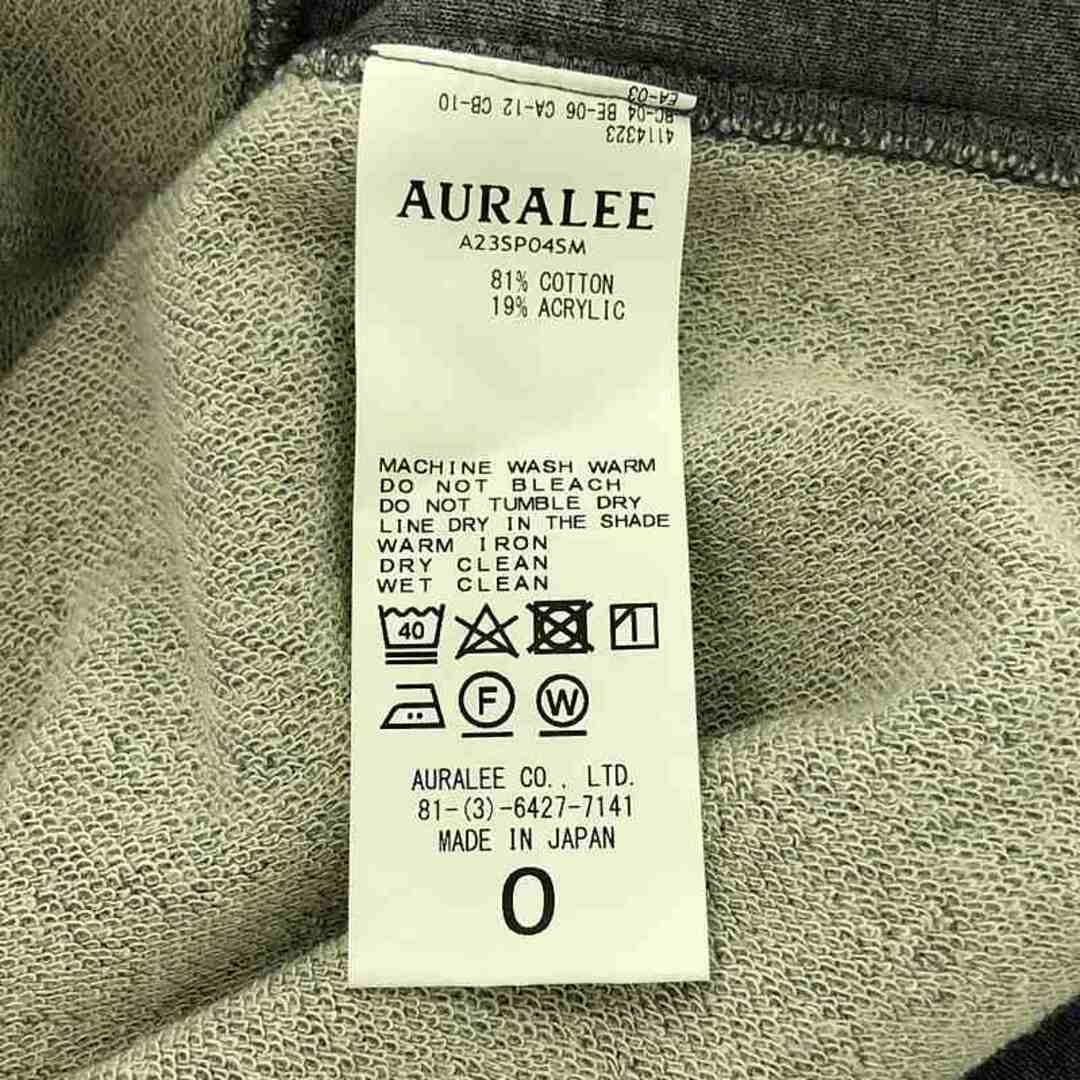 EA-03
BC-04 BE-06 CA-12 CB-10
4114323
AURALEE
A23SP04SM
81% COTTON
19% ACRYLIC
MACHINE WASH WARM
DO NOT BLEACH
DO NOT TUMBLE DRY
LINE DRY IN THE SHADE
WARM IRON
DRY CLEAN
WET CLEAN
40
F W
AURALEE CO., LTD.
81-(3)-6427-7141
MADE IN JAPAN
0